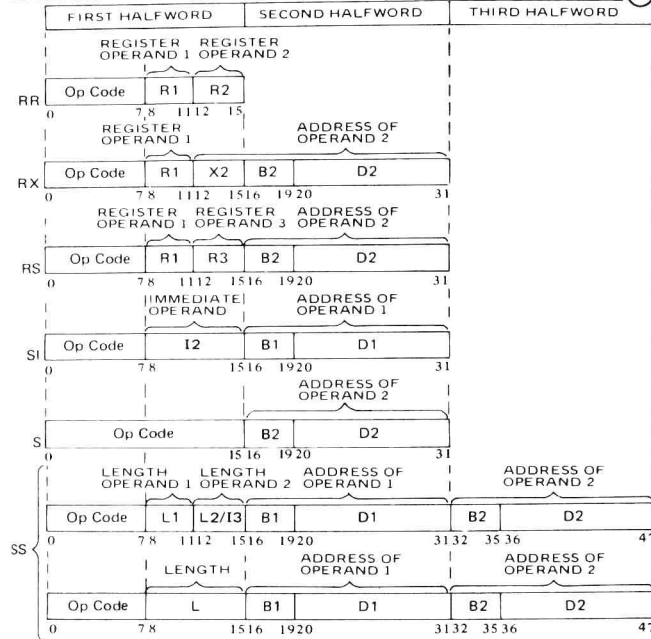 FIRST HALFWORD SECOND HALFWORD THIRD HALFWORD
REGISTER REGISTER
OPERAND 1 OPERAND 2
RR Op Code R1 R2
0 7 8 11 12 15
REGISTER ADDRESS OF
OPERAND 1 OPERAND 2
RX Op Code R1 X2 B2 D2
0 7 8 11 12 15 16 19 20 31
REGISTER REGISTER ADDRESS OF
OPERAND 1 OPERAND 3 OPERAND 2
RS Op Code R1 R3 B2 D2
0 7 8 11 12 15 16 19 20 31
IMMEDIATE ADDRESS OF
OPERAND OPERAND 1
SI Op Code I2 B1 D1
0 7 8 15 16 19 20 31
ADDRESS OF
OPERAND 2
S Op Code B2 D2
0 15 16 19 20 31
LENGTH LENGTH ADDRESS OF ADDRESS OF
OPERAND 1 OPERAND 2 OPERAND 1 OPERAND 2
Op Code L1 L2/I3 B1 D1 B2 D2
0 7 8 11 12 15 16 19 20 31 32 35 36 47
SS
LENGTH ADDRESS OF ADDRESS OF
OPERAND 1 OPERAND 2
Op Code L B1 D1 B2 D2
0 7 8 15 16 19 20 31 32 35 36 47